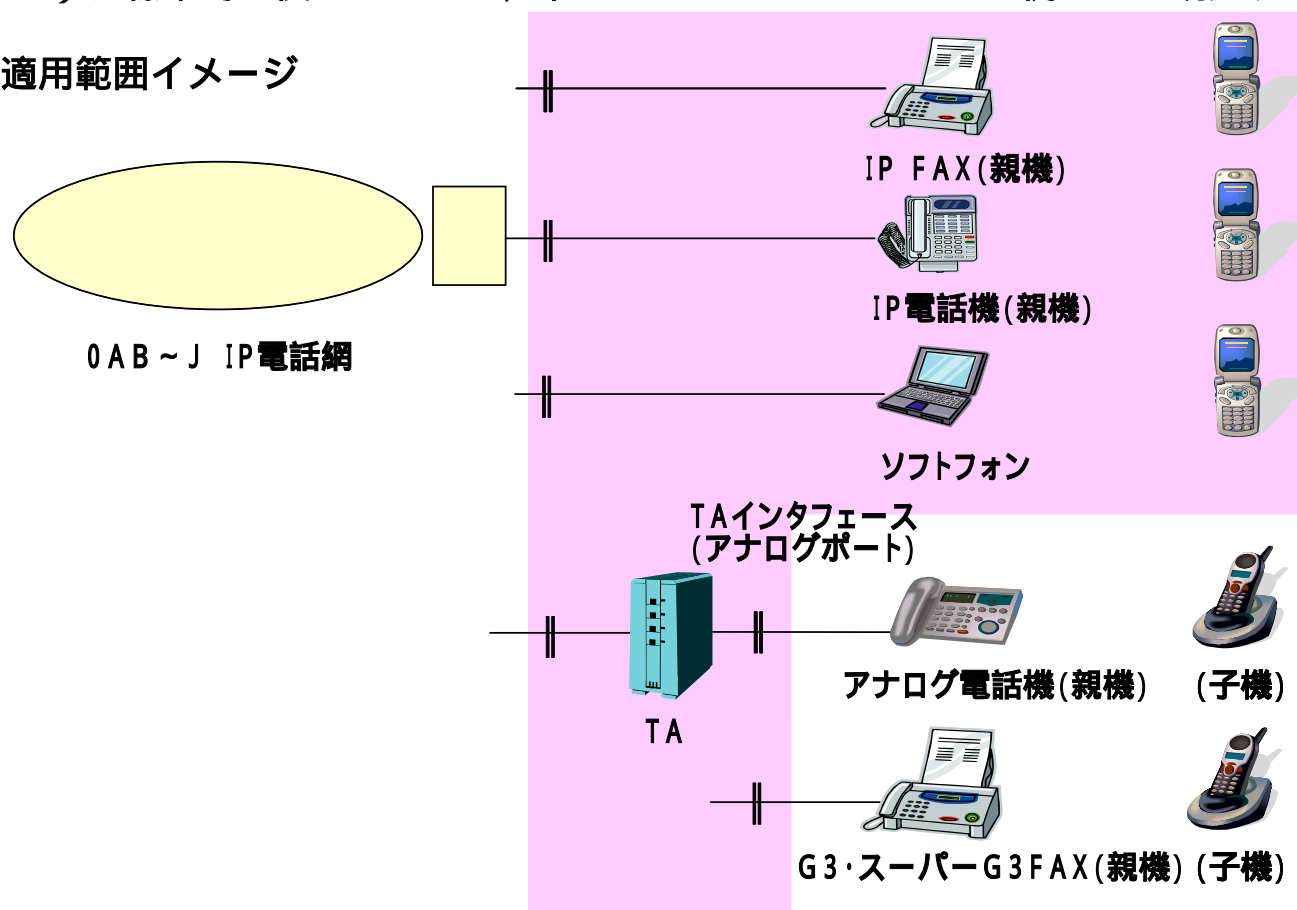 適用範囲イメージ
IP FAX(親機)
IP電話機(親機)
0AB~J IP電話網
ソフトフォン
TAインタフェース
(アナログポート)
アナログ電話機(親機) (子機)
TA
G3・スーパーG3FAX(親機) (子機)